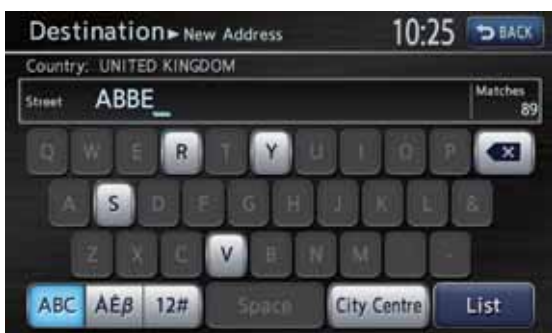 Destination ▸ New Address 10:25 BACK
Country: UNITED KINGDOM
Street ABBE_ Matches 89
Q W E R T Y U I O P
A S D F G H J K L &
Z X C V B N M -
ABC ÀÊβ 12# Space City Centre List